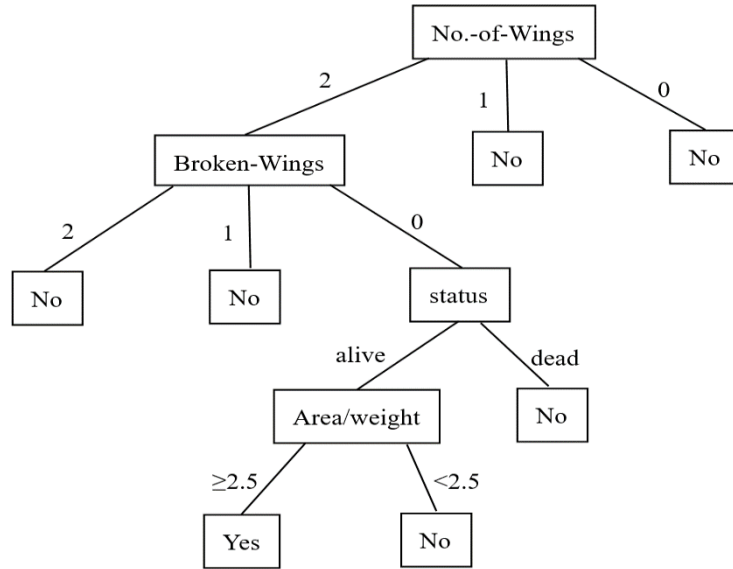 No.-of-Wings
2
1
0
Broken-Wings
No
No
2
1
0
No
No
status
alive
dead
Area/weight
No
≥2.5
<2.5
Yes
No